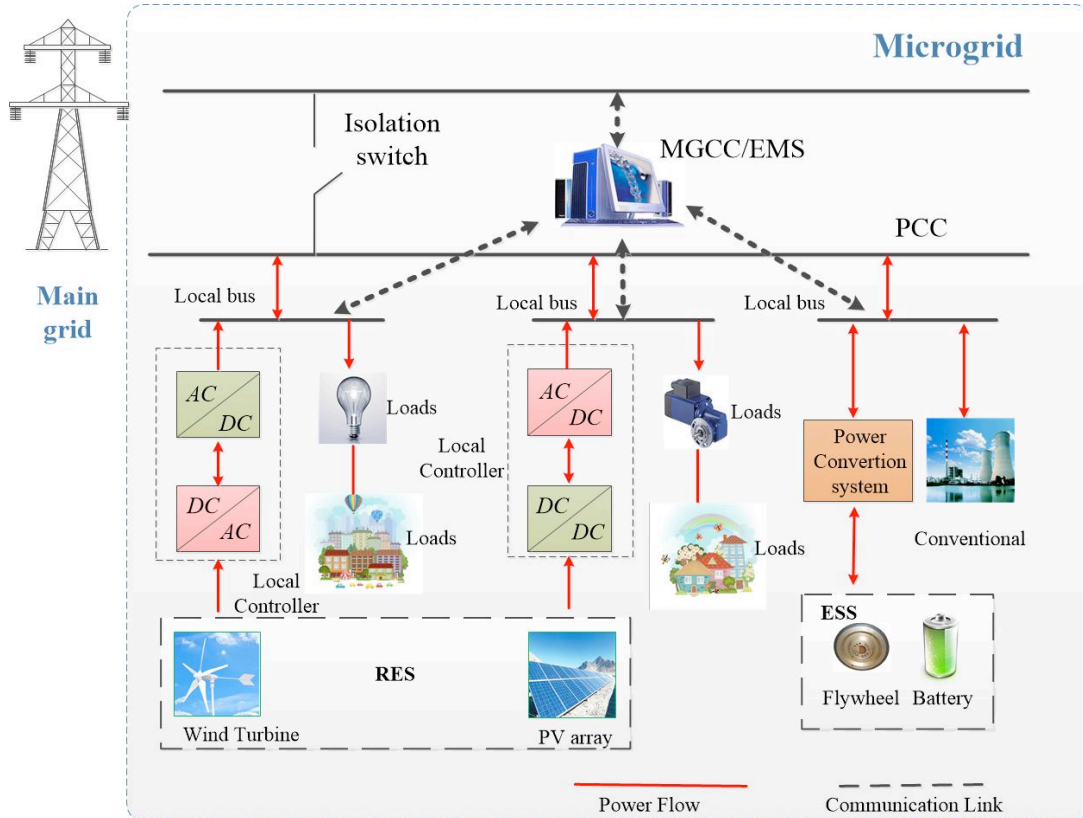 Microgrid
Isolation
switch
MGCC/EMS
PCC
Main
grid
Local bus
Local bus
Local bus
AC
DC
Loads
AC
DC
Loads
Local
Controller
Power
Convertion
system
DC
AC
Loads
DC
DC
Loads
Conventional
Local
Controller
ESS
RES
Flywheel
Battery
Wind Turbine
PV array
Power Flow
Communication Link